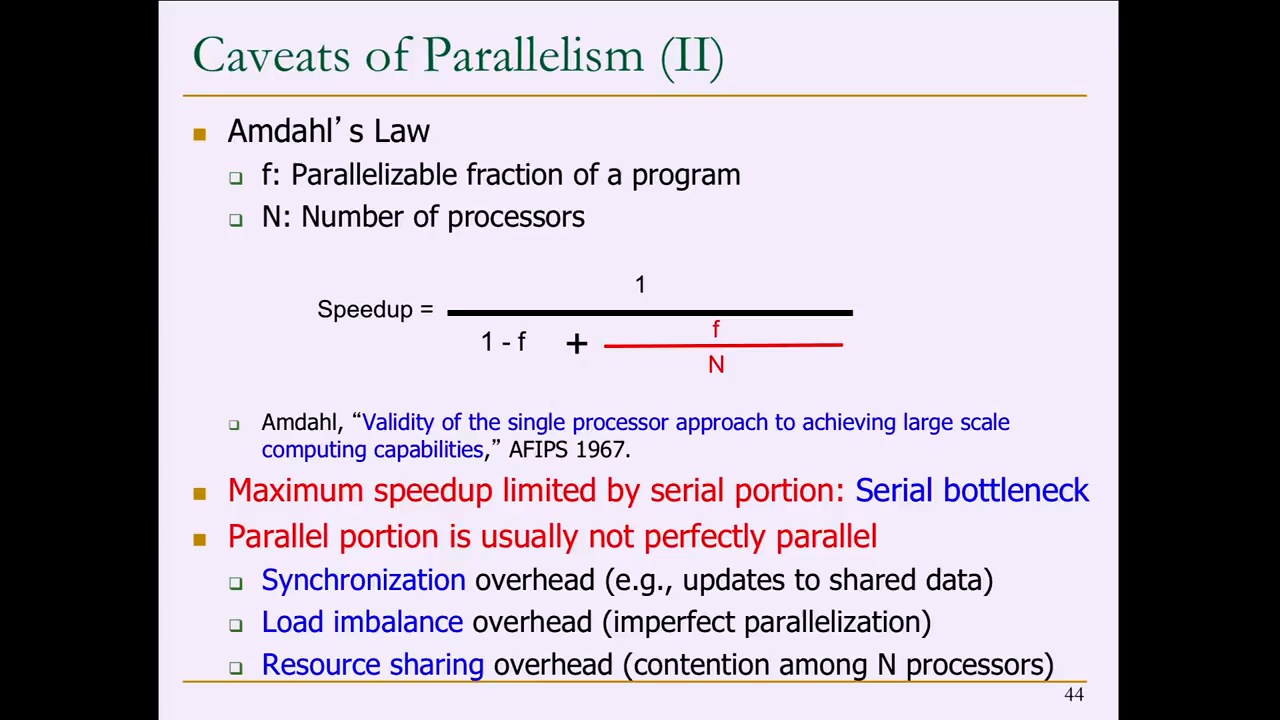 Caveats of Parallelism (II)
Amdahl’s Law
f: Parallelizable fraction of a program
N: Number of processors
1
Speedup =
1 - f + f
N
Amdahl, “Validity of the single processor approach to achieving large scale
computing capabilities,” AFIPS 1967.
Maximum speedup limited by serial portion: Serial bottleneck
Parallel portion is usually not perfectly parallel
Synchronization overhead (e.g., updates to shared data)
Load imbalance overhead (imperfect parallelization)
Resource sharing overhead (contention among N processors)
44